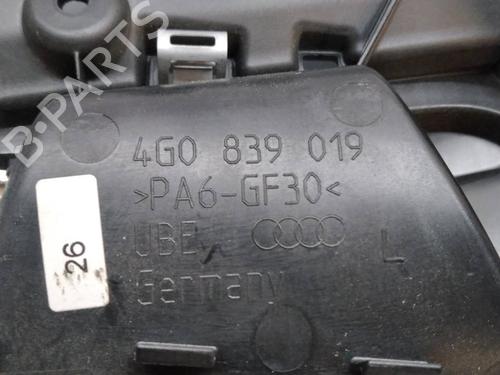 B-PARTS
4G0 839 019
>PA6-GF30<
UBE
L
Germany
26